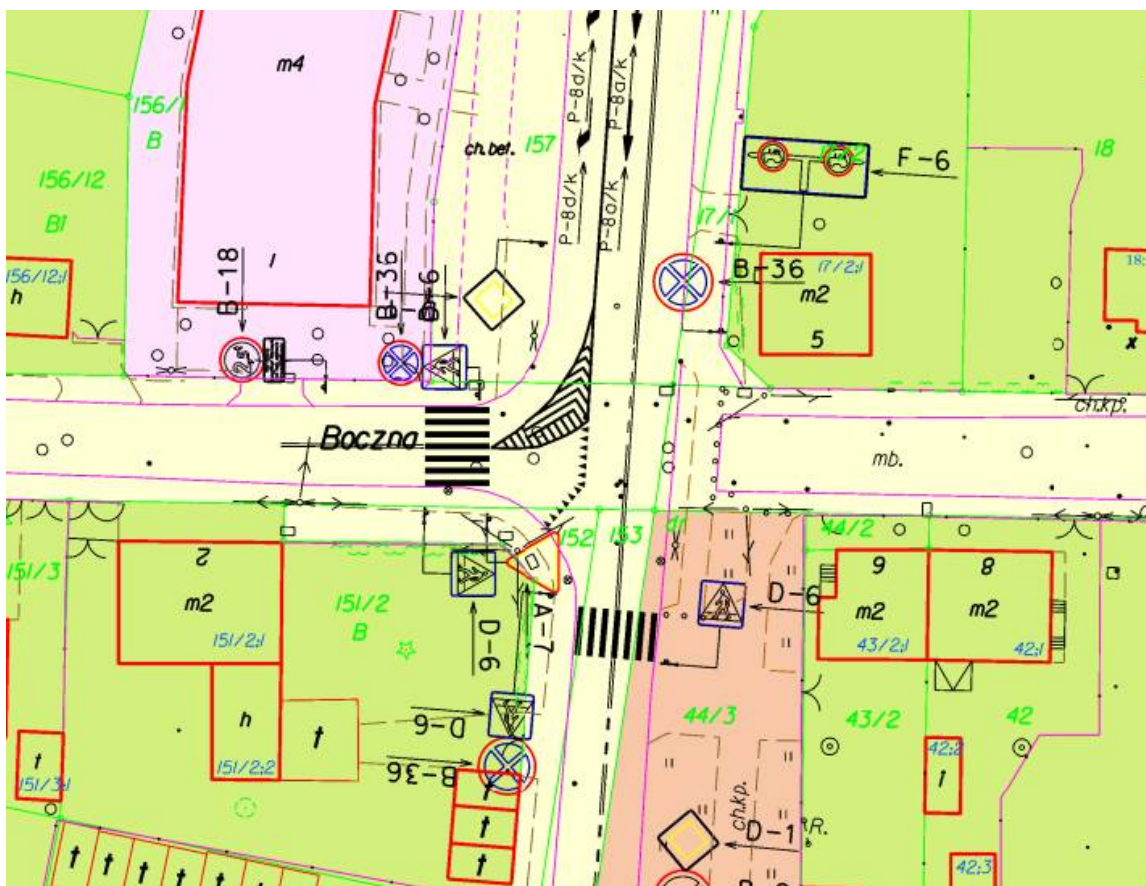 m4
156/1
B
156/12
B1
156/12;1
h
ch.bet.
157
P-8d/k
P-8a/k
P-8d/k
P-8a/k
18
F-6
17/
B-18
B-36
D-6
B-36
17/2;1
m2
5
18;
x
ch.kp.
Boczna
mb.
151/3
2
m2
151/2;1
151/2
B
152
153
dr
44/2
A-7
D-6
D-6
9
m2
43/2;1
8
m2
42;1
h
t
151/2;2
D-6
B-36
44/3
43/2
42
42;2
i
t
151/3;1
t
t
t
ch.kp.
D-1
R.
42;3
t
t
t
t
t
t